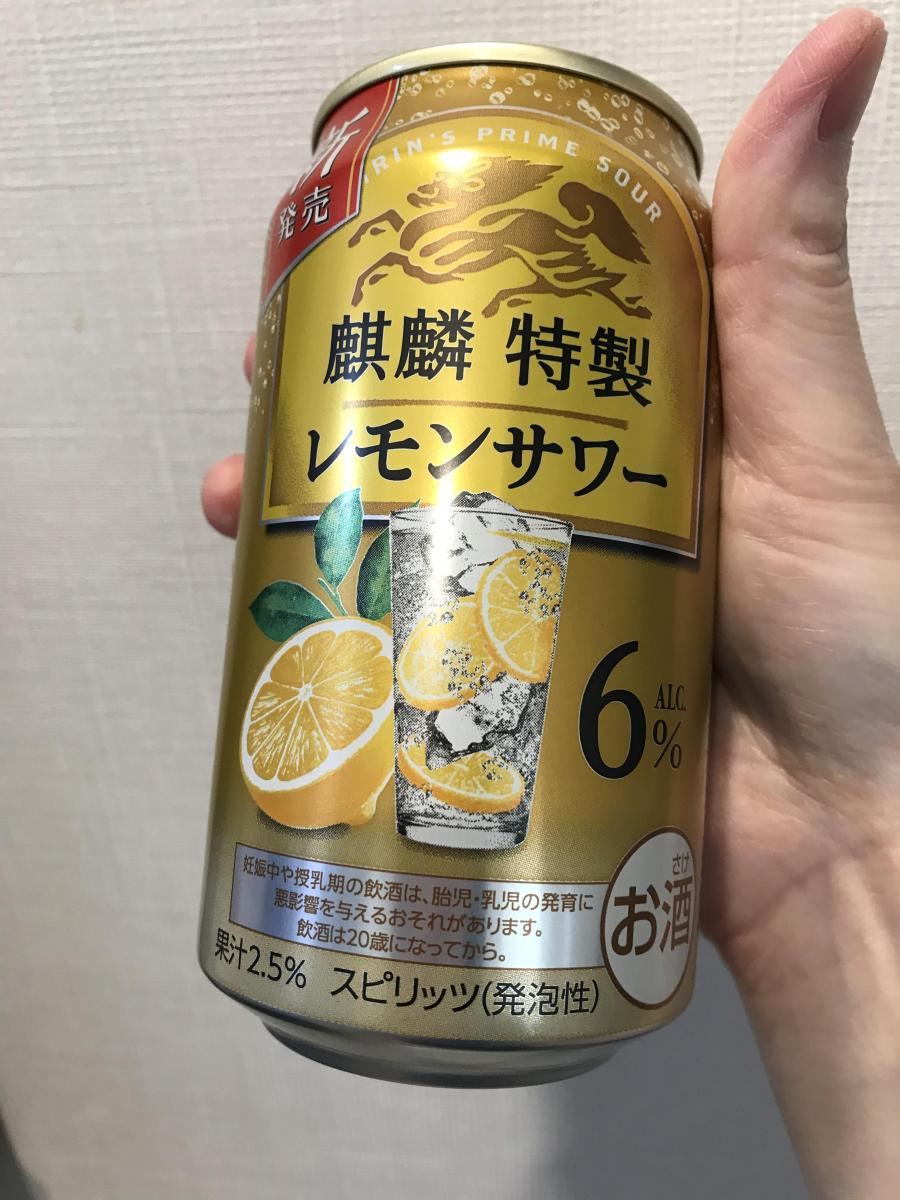 新
発売
KIRIN'S PRIME SOUR
麒麟 特製
レモンサワー
6
ALC.
%
さけ
お酒
妊娠中や授乳期の飲酒は、胎児・乳児の発育に
悪影響を与えるおそれがあります。
飲酒は20歳になってから。
果汁2.5% スピリッツ(発泡性)